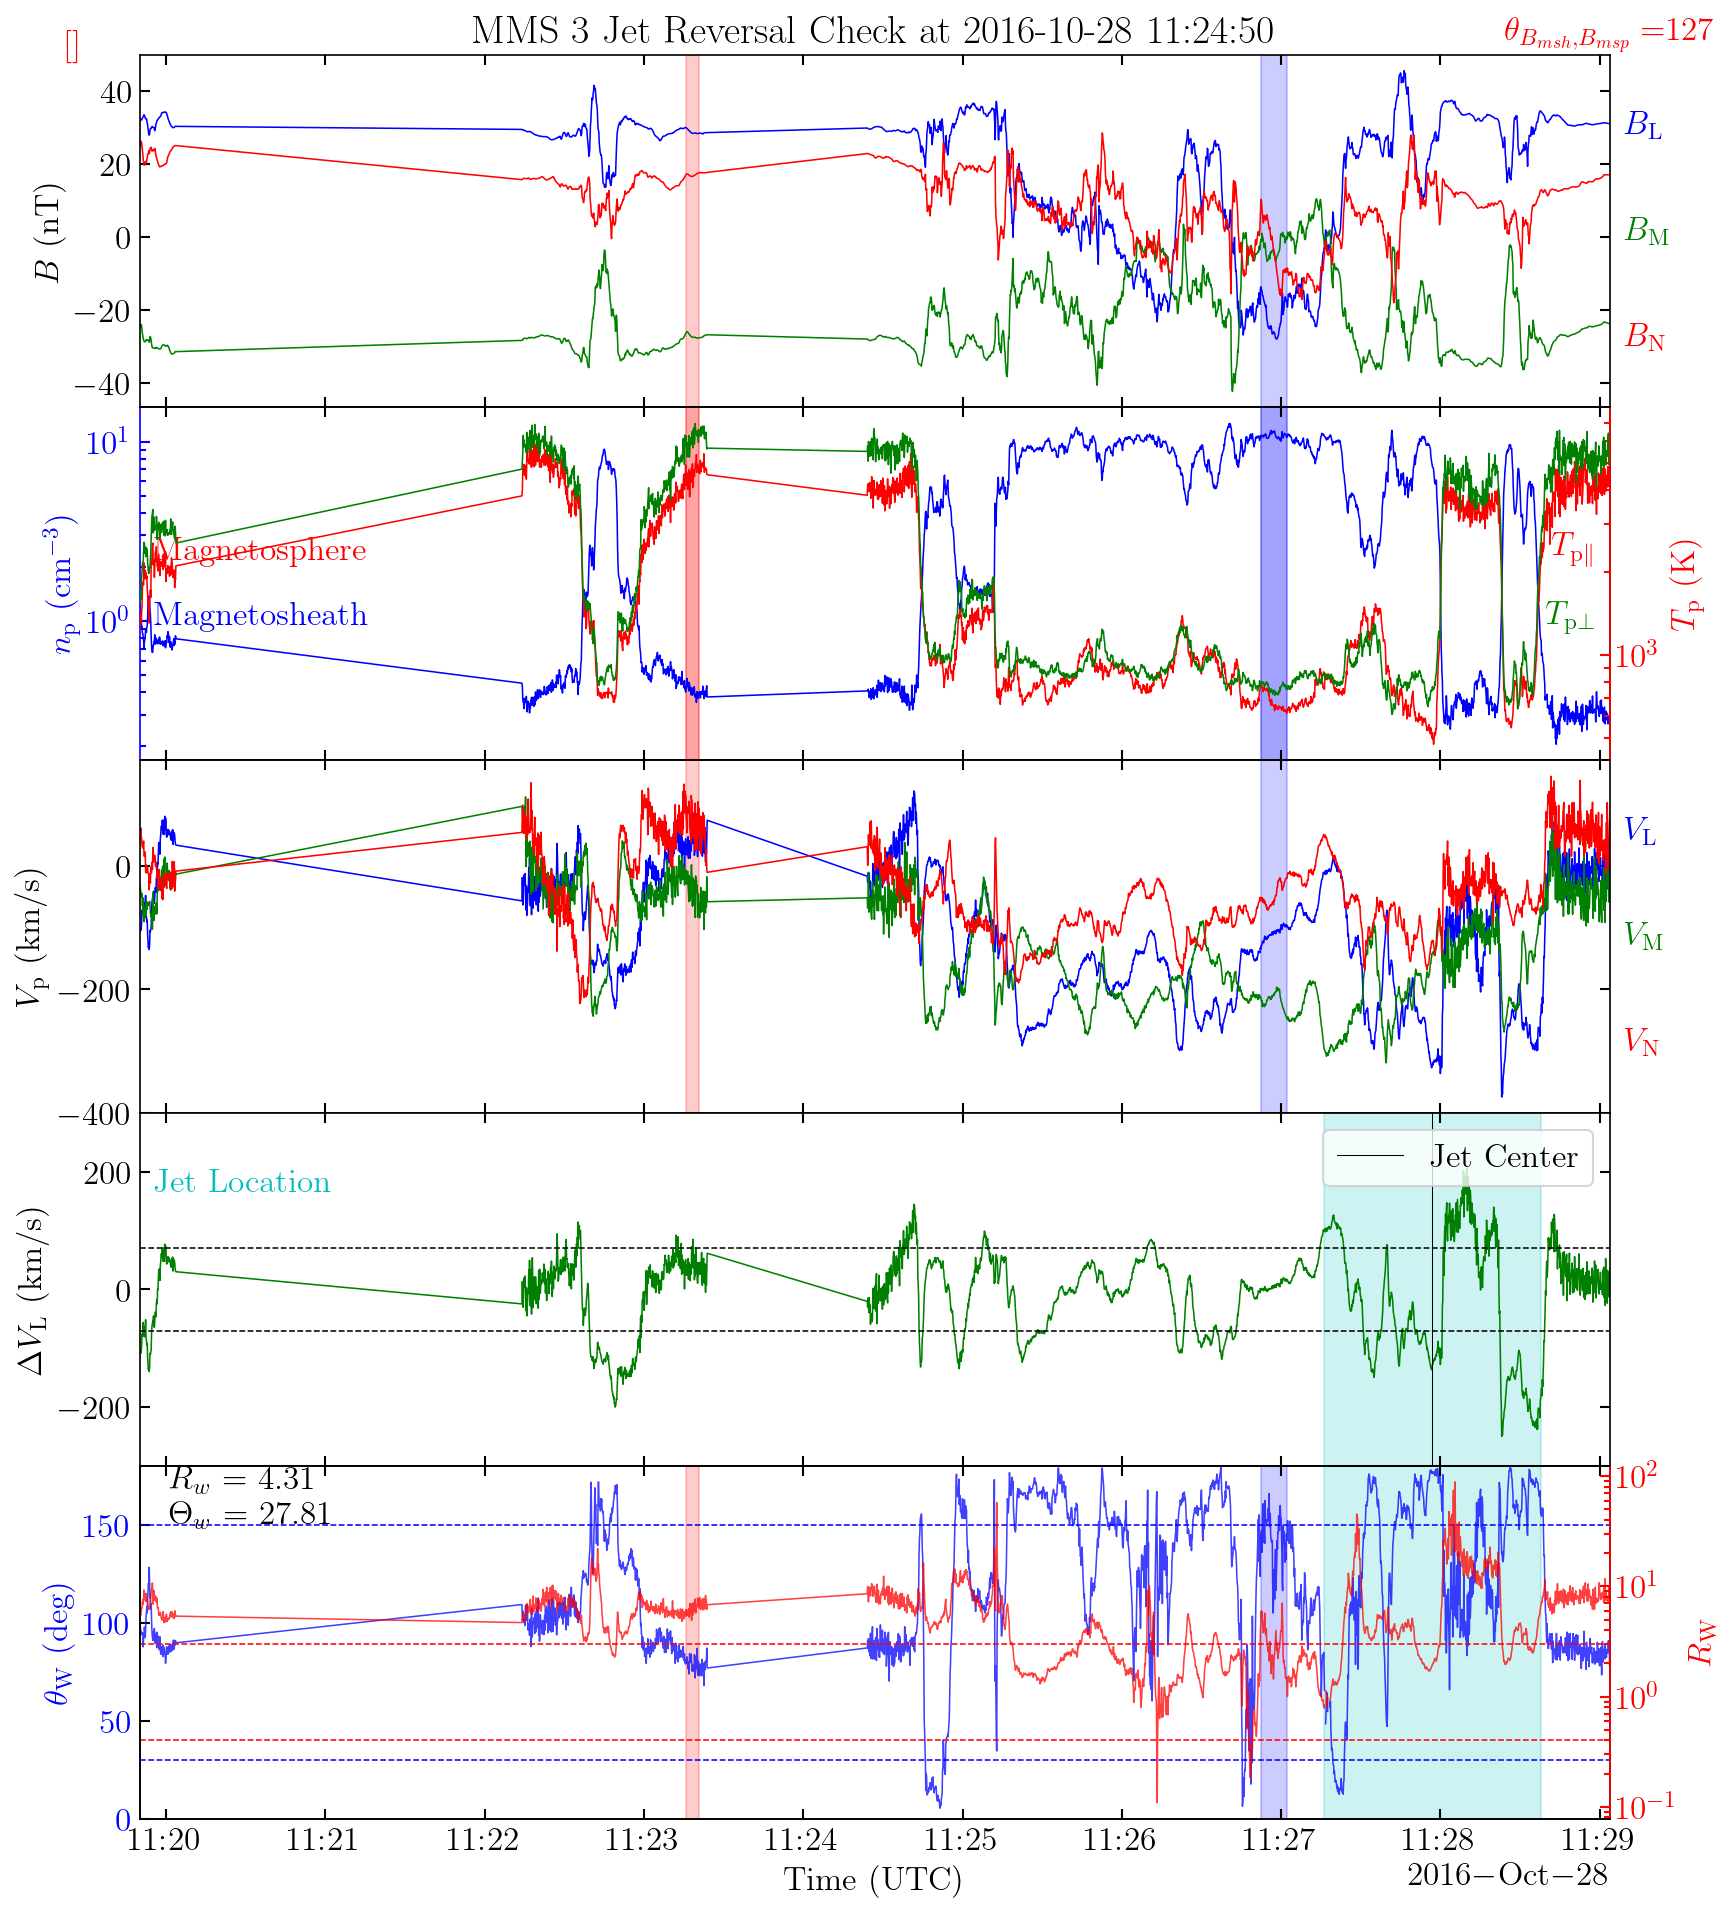 MMS 3 Jet Reversal Check at 2016-10-28 11:24:50
[]
θ_{B_{msh},B_{msp}} =127
40
20
0
−20
−40
B (nT)
B_L
B_M
B_N
10^1
10^0
n_p (cm^{−3})
Magnetosphere
Magnetosheath
T_{p∥}
T_{p⊥}
10^3
T_p (K)
0
−200
−400
V_p (km/s)
V_L
V_M
V_N
200
0
−200
ΔV_L (km/s)
Jet Location
Jet Center
R_w = 4.31
Θ_w = 27.81
150
100
50
0
θ_W (deg)
10^2
10^1
10^0
10^{−1}
R_W
11:20 11:21 11:22 11:23 11:24 11:25 11:26 11:27 11:28 11:29
Time (UTC)
2016−Oct−28